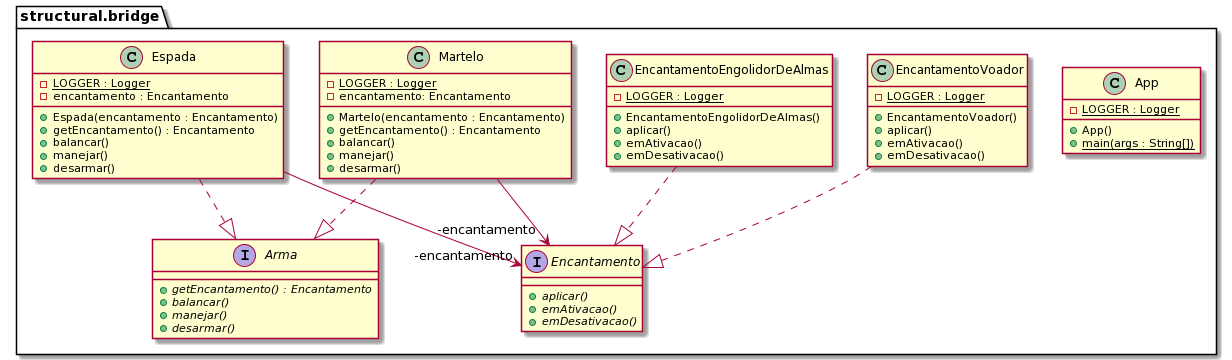 structural.bridge
C Espada
LOGGER : Logger
encantamento : Encantamento
Espada(encantamento : Encantamento)
getEncantamento() : Encantamento
balancar()
manejar()
desarmar()
C Martelo
LOGGER : Logger
encantamento: Encantamento
Martelo(encantamento : Encantamento)
getEncantamento() : Encantamento
balancar()
manejar()
desarmar()
C EncantamentoEngolidorDeAlmas
LOGGER : Logger
EncantamentoEngolidorDeAlmas()
aplicar()
emAtivacao()
emDesativacao()
C EncantamentoVoador
LOGGER : Logger
EncantamentoVoador()
aplicar()
emAtivacao()
emDesativacao()
C App
LOGGER : Logger
App()
main(args : String[])
-encantamento
-encantamento
I Arma
getEncantamento() : Encantamento
balancar()
manejar()
desarmar()
I Encantamento
aplicar()
emAtivacao()
emDesativacao()